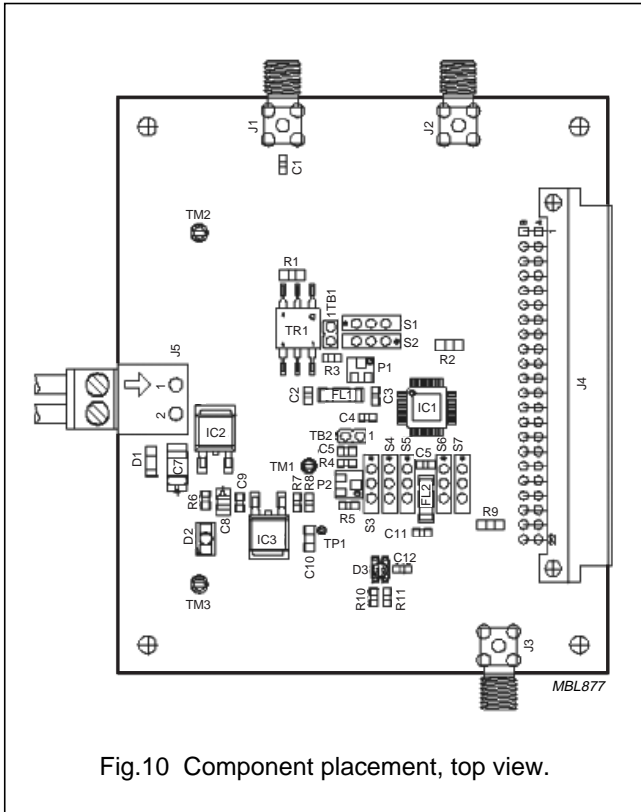 J1
J2
C1
TM2
8 A
1
R1
1TB1
TR1
S1
S2
R2
R3
P1
J5
J4
C2
FL1
C3
IC1
1
2
C4
IC2
TB2 1
C5
S4
S5
C5
S6
S7
D1
C7
TM1
R4
P2
FL2
R6
C8
C9
R7
R8
R5
S3
R9
D2
IC3
C10
TP1
C11
D3
C12
TM3
R10
R11
J3
MBL877
Fig.10 Component placement, top view.